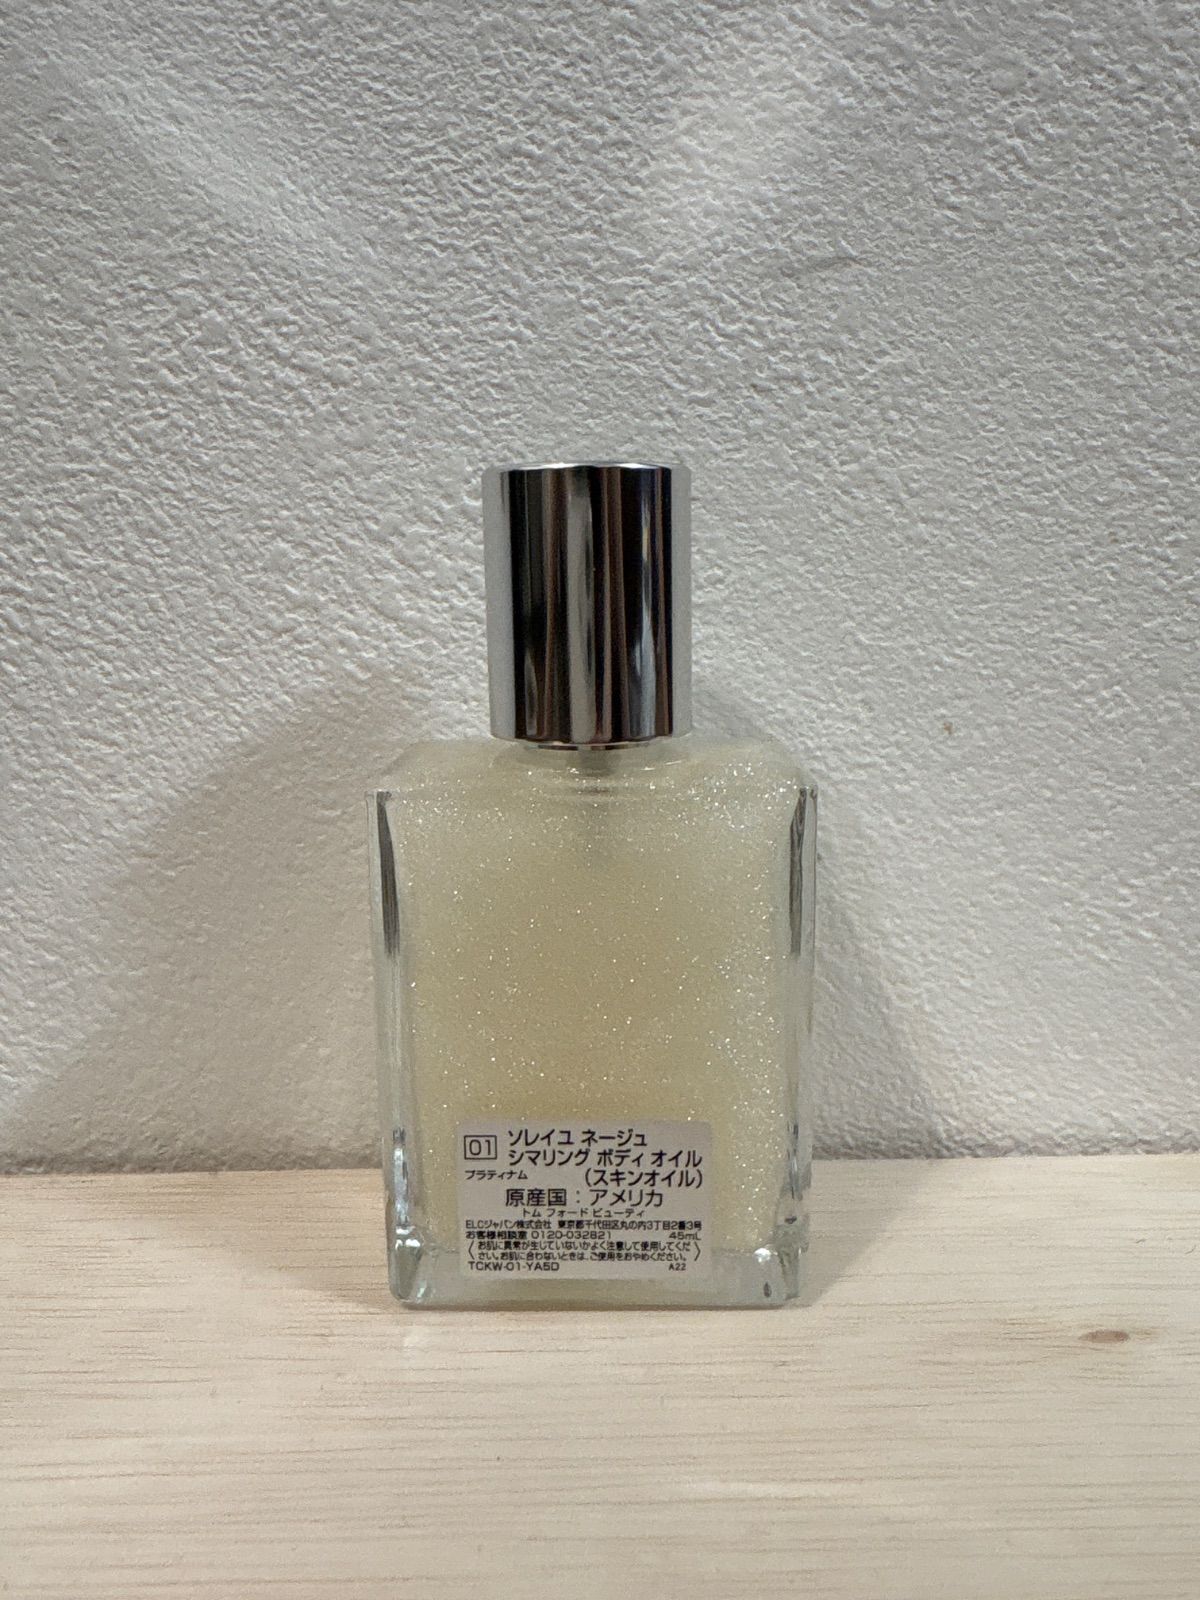 01 ソレイユ ネージュ
シマリング ボディ オイル
プラティナム (スキンオイル)
原産国：アメリカ
トム フォード ビューティ
ELCジャパン株式会社 東京都千代田区丸の内3丁目2番3号
お客様相談室 0120-032821 45mL
〈お肌に異常が生じていないかよく注意して使用してくだ
さい。お肌に合わないときは、ご使用をおやめください。〉
TCKW-01-YA5D A22